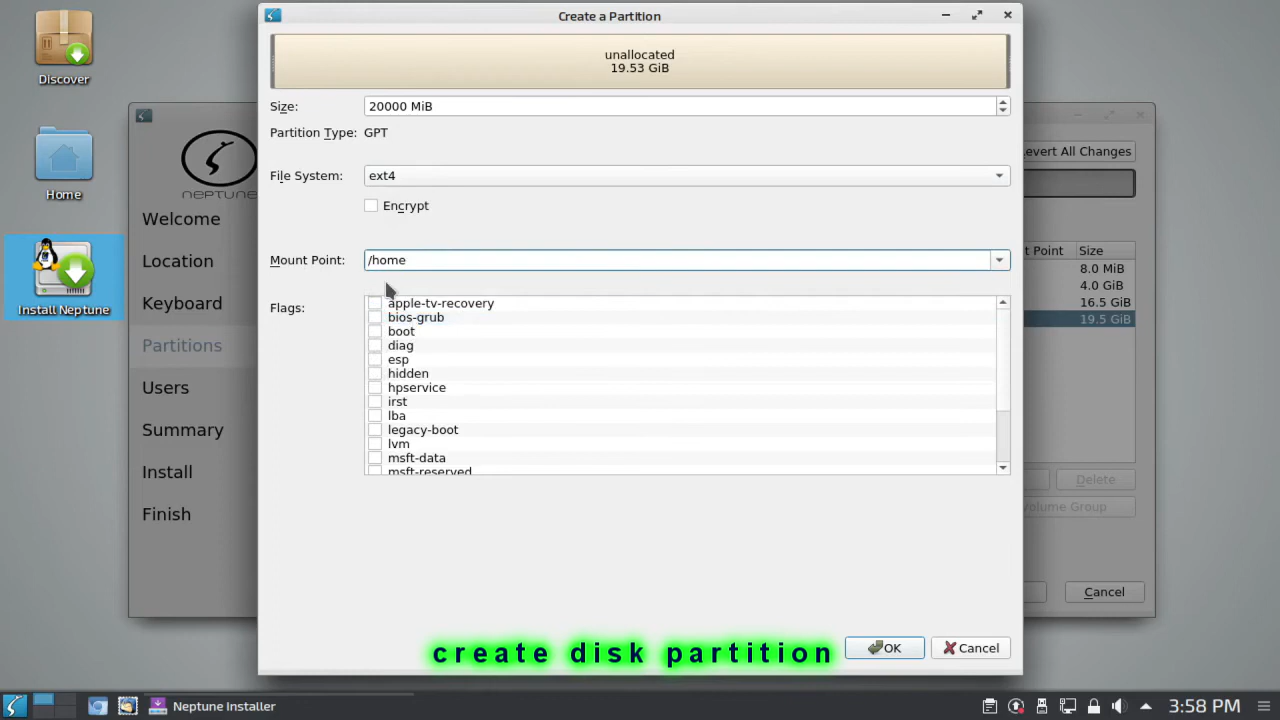 Create a Partition
Discover
unallocated
19.53 GiB
Size:
20000 MiB
Partition Type:
GPT
evert All Changes
File System:
ext4
Encrypt
NEPTUNE
Home
Welcome
Location
Mount Point:
/home
t Point
Size
8.0 MiB
4.0 GiB
16.5 GiB
19.5 GiB
Install Neptune
Keyboard
Flags:
apple-tv-recovery
bios-grub
boot
diag
esp
hidden
hpservice
irst
lba
legacy-boot
lvm
msft-data
msft-reserved
Partitions
Users
Summary
Install
Finish
Delete
olume Group
Cancel
create disk partition
OK
Cancel
Neptune Installer
3:58 PM